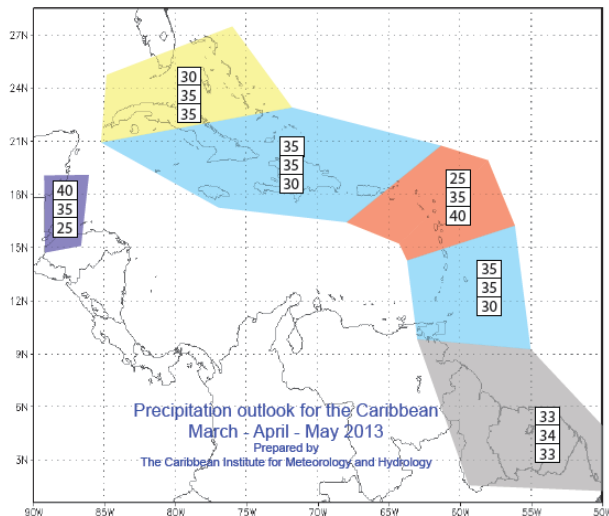 27N
24N
21N
18N
15N
12N
9N
6N
3N
30
35
35
35
35
30
40
35
25
25
35
40
35
35
30
33
34
33
Precipitation outlook for the Caribbean
March - April - May 2013
Prepared by
The Caribbean Institute for Meteorology and Hydrology
90W 85W 80W 75W 70W 65W 60W 55W 50W